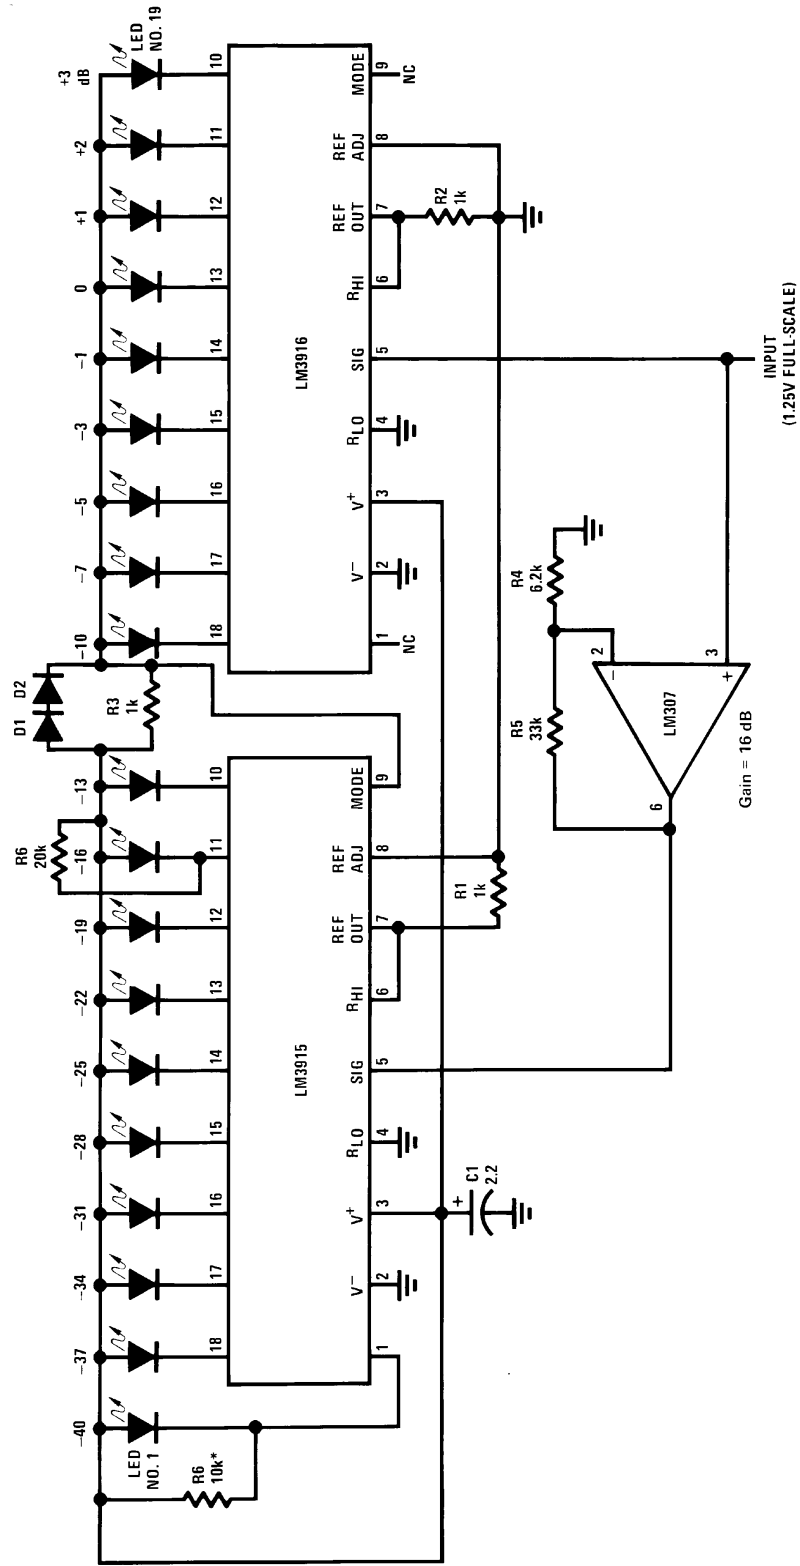 -40
-37
-34
-31
-28
-25
-22
-19
-16
-13
-10
-7
-5
-3
-1
0
+1
+2
+3
dB
R6
20k
D1
D2
R3
1k
LED
NO. 1
LED
NO. 19
R6
10k*
18
17
16
15
14
13
12
11
10
LM3915
V−
V+
RLO
SIG
RHI
REF
OUT
REF
ADJ
MODE
1
2
3
4
5
6
7
8
9
18
17
16
15
14
13
12
11
10
LM3916
V−
V+
RLO
SIG
RHI
REF
OUT
REF
ADJ
MODE
1
2
3
4
5
6
7
8
9
NC
NC
+
C1
2.2
R1
1k
R2
1k
R5
33k
R4
6.2k
2
−
3
+
6
LM307
Gain = 16 dB
INPUT
(1.25V FULL-SCALE)